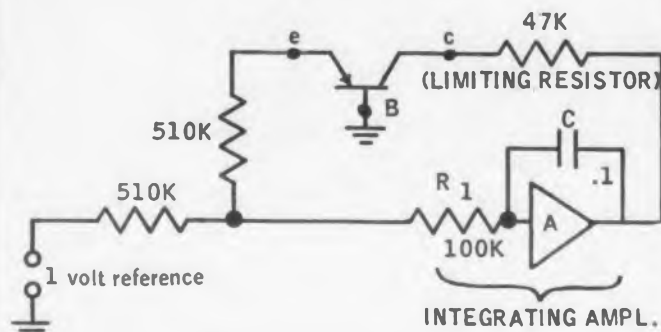 47K
e
c
(LIMITING RESISTOR)
B
510K
C
.1
510K
R 1
A
100K
1 volt reference
INTEGRATING AMPL.